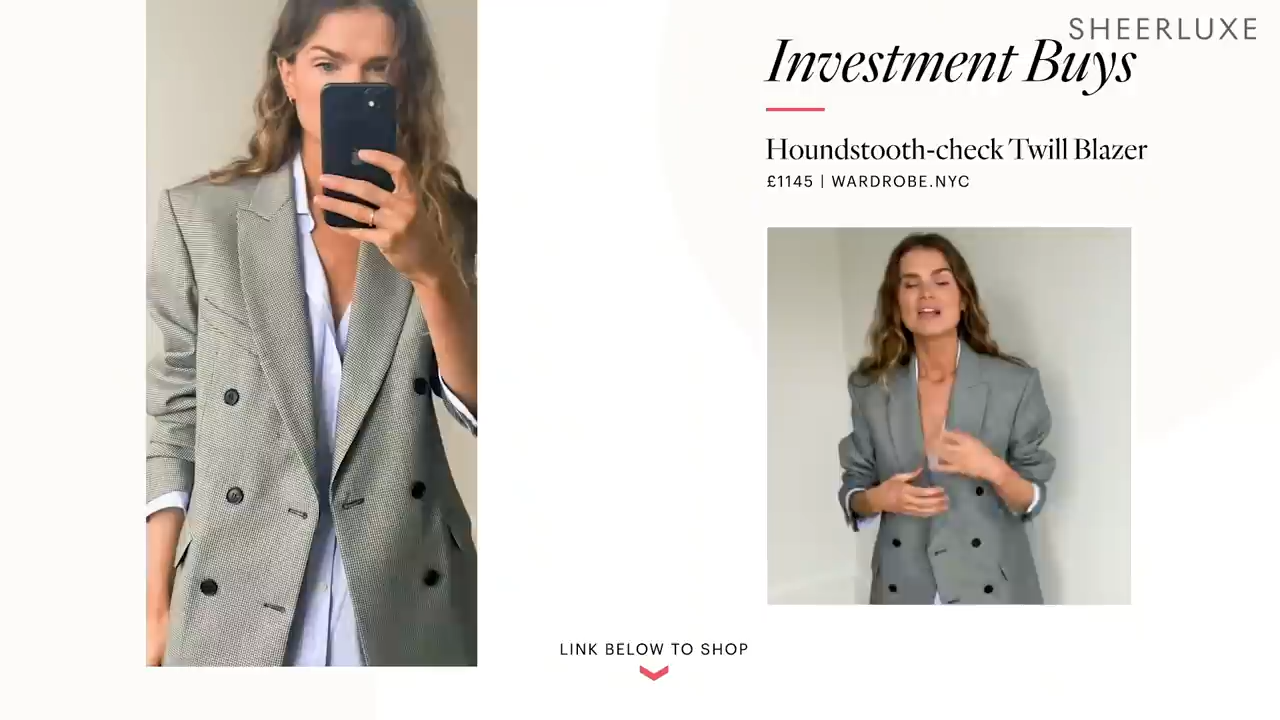 SHEERLUXE
Investment Buys
Houndstooth-check Twill Blazer
£1145 | WARDROBE.NYC
LINK BELOW TO SHOP